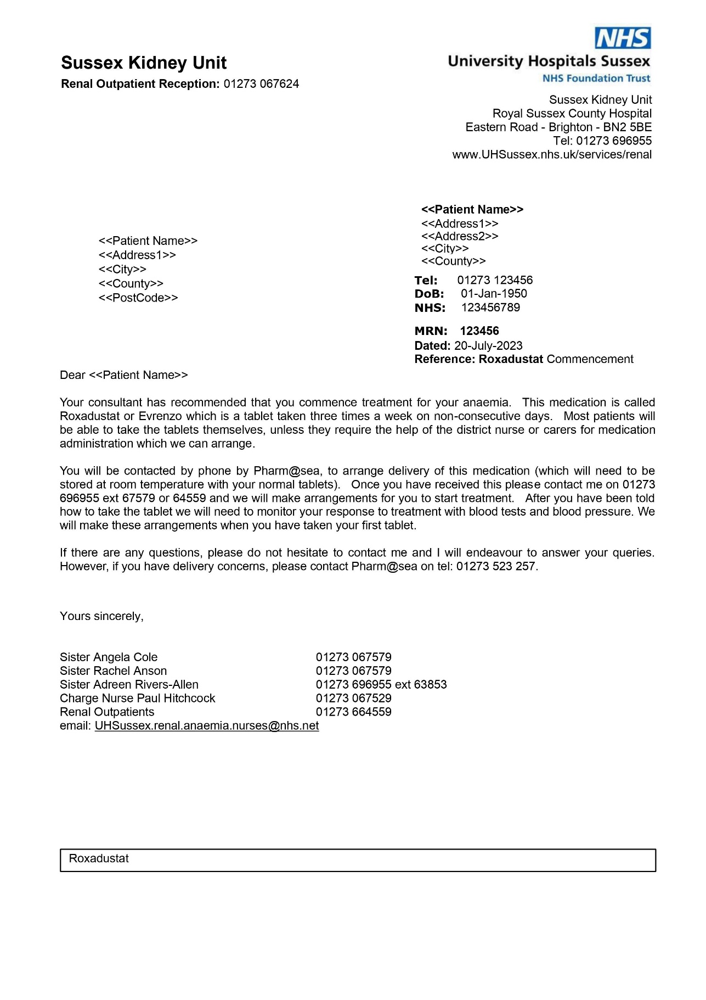 NHS
University Hospitals Sussex
NHS Foundation Trust
Sussex Kidney Unit
Renal Outpatient Reception: 01273 067624
Sussex Kidney Unit
Royal Sussex County Hospital
Eastern Road - Brighton - BN2 5BE
Tel: 01273 696955
www.UHSussex.nhs.uk/services/renal
<<Patient Name>>
<<Address1>>
<<City>>
<<County>>
<<PostCode>>
<<Patient Name>>
<<Address1>>
<<Address2>>
<<City>>
<<County>>
Tel: 01273 123456
DoB: 01-Jan-1950
NHS: 123456789
MRN: 123456
Dated: 20-July-2023
Reference: Roxadustat Commencement
Dear <<Patient Name>>
Your consultant has recommended that you commence treatment for your anaemia. This medication is called
Roxadustat or Evrenzo which is a tablet taken three times a week on non-consecutive days. Most patients will
be able to take the tablets themselves, unless they require the help of the district nurse or carers for medication
administration which we can arrange.
You will be contacted by phone by Pharm@sea, to arrange delivery of this medication (which will need to be
stored at room temperature with your normal tablets). Once you have received this please contact me on 01273
696955 ext 67579 or 64559 and we will make arrangements for you to start treatment. After you have been told
how to take the tablet we will need to monitor your response to treatment with blood tests and blood pressure. We
will make these arrangements when you have taken your first tablet.
If there are any questions, please do not hesitate to contact me and I will endeavour to answer your queries.
However, if you have delivery concerns, please contact Pharm@sea on tel: 01273 523 257.
Yours sincerely,
Sister Angela Cole 01273 067579
Sister Rachel Anson 01273 067579
Sister Adreen Rivers-Allen 01273 696955 ext 63853
Charge Nurse Paul Hitchcock 01273 067529
Renal Outpatients 01273 664559
email: UHSussex.renal.anaemia.nurses@nhs.net
Roxadustat